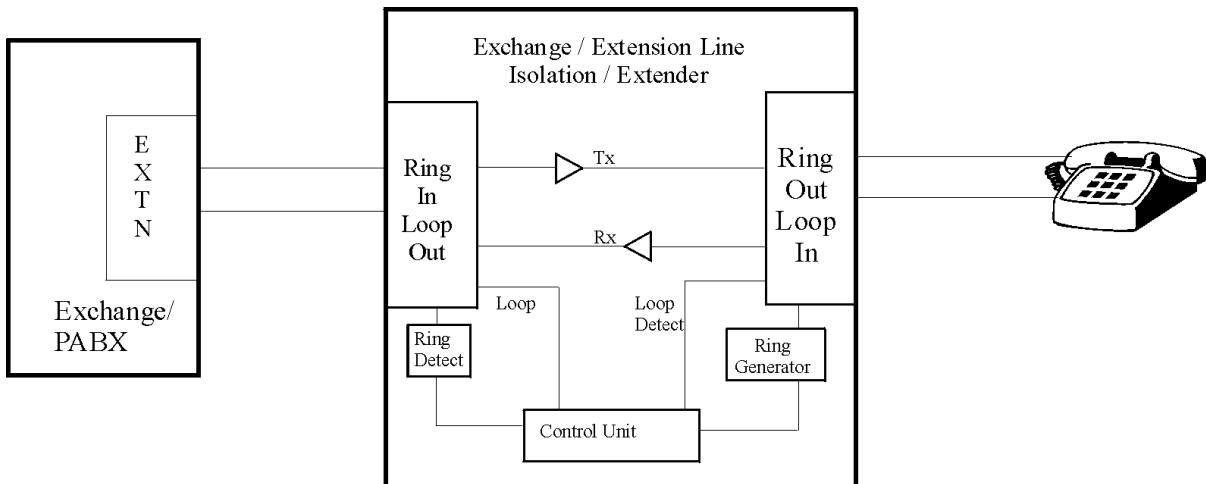 Exchange / Extension Line
Isolation / Extender
E
X
T
N
Exchange/
PABX
Ring
In
Loop
Out
Tx
Rx
Ring
Out
Loop
In
Loop
Loop
Detect
Ring
Detect
Ring
Generator
Control Unit